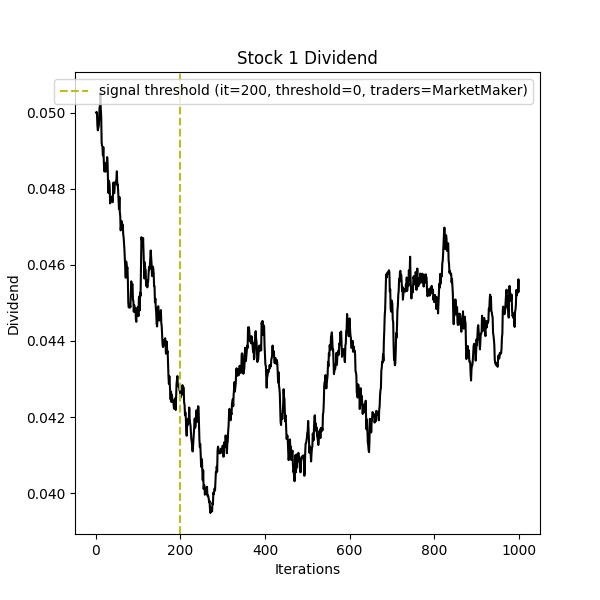 Stock 1 Dividend
signal threshold (it=200, threshold=0, traders=MarketMaker)
0.050
0.048
0.046
0.044
0.042
0.040
Dividend
0 200 400 600 800 1000
Iterations